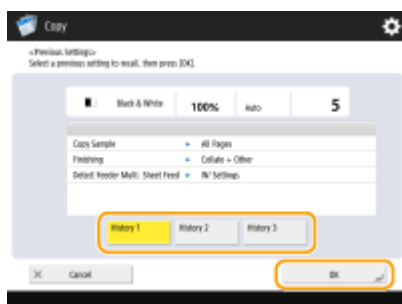 Copy
<Previous Settings>
Select a previous setting to recall, then press [OK].
Black & White 100% Auto 5
Copy Sample ► All Pages
Finishing ► Collate + Other
Detect Feeder Multi. Sheet Feed ► W/ Settings
History 1 History 2 History 3
× Cancel OK